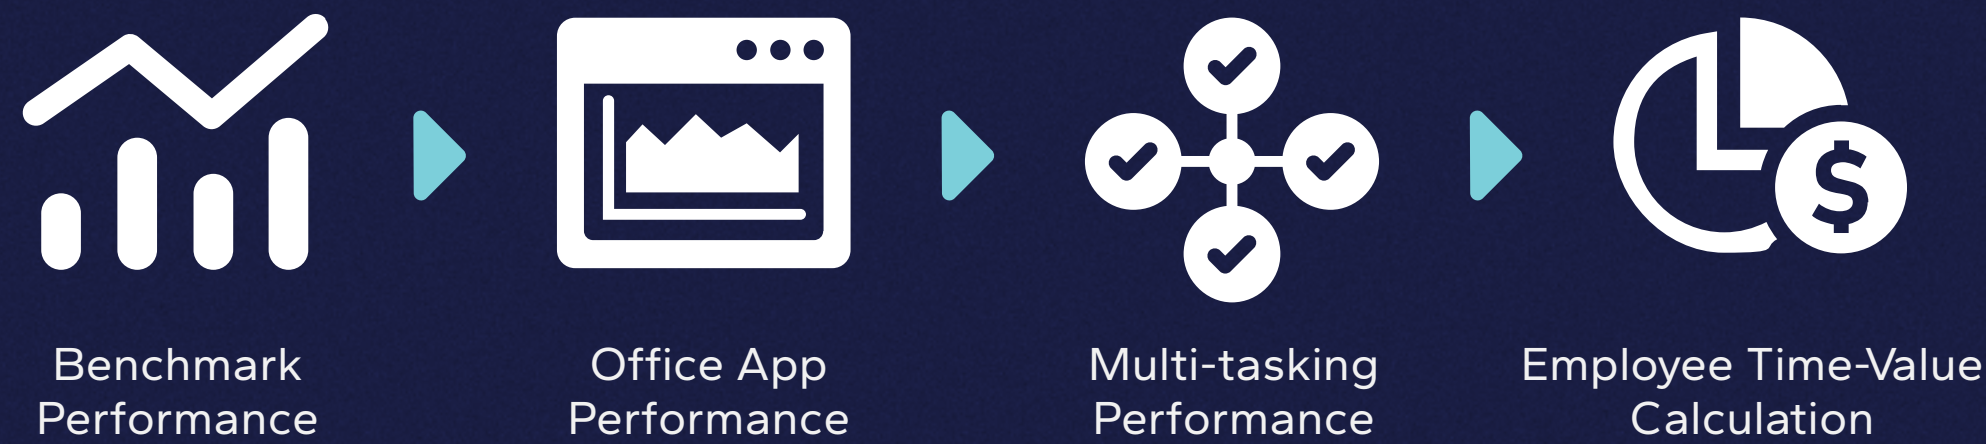 Benchmark
Performance
Office App
Performance
Multi-tasking
Performance
$
Employee Time-Value
Calculation